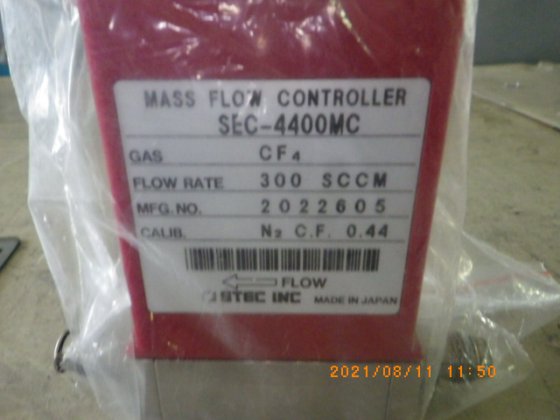 MASS FLOW CONTROLLER
SEC-4400MC
GAS CF₄
FLOW RATE 300 SCCM
MFG.NO. 2022605
CALIB. N₂ C.F. 0.44
FLOW
STEC INC MADE IN JAPAN
2021/08/11 11:50